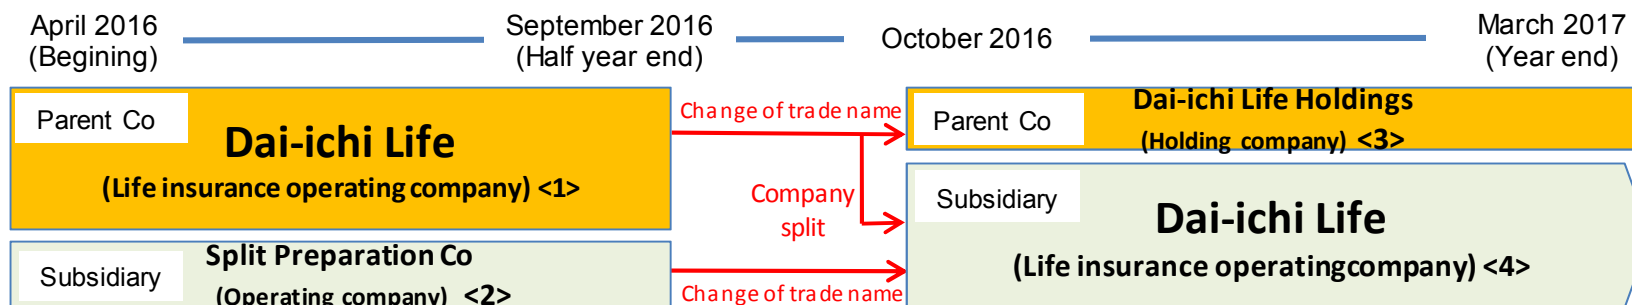 April 2016
(Begining)
September 2016
(Half year end)
October 2016
March 2017
(Year end)
Parent Co
Dai-ichi Life
(Life insurance operating company) <1>
Change of trade name
Parent Co
Dai-ichi Life Holdings
(Holding company) <3>
Company
split
Subsidiary
Dai-ichi Life
(Life insurance operatingcompany) <4>
Subsidiary
Split Preparation Co
(Operating company) <2>
Change of trade name